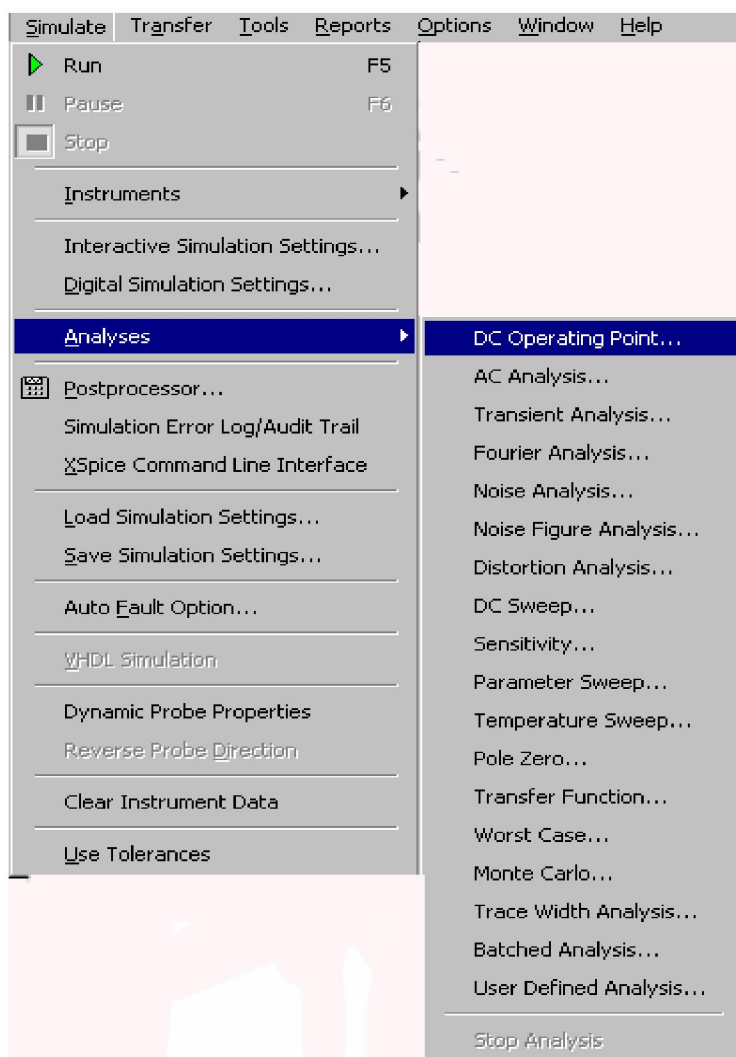 Simulate Transfer Tools Reports Options Window Help
Run F5
Pause F6
Stop
Instruments
Interactive Simulation Settings...
Digital Simulation Settings...
Analyses
Postprocessor...
Simulation Error Log/Audit Trail
XSpice Command Line Interface
Load Simulation Settings...
Save Simulation Settings...
Auto Fault Option...
VHDL Simulation
Dynamic Probe Properties
Reverse Probe Direction
Clear Instrument Data
Use Tolerances
DC Operating Point...
AC Analysis...
Transient Analysis...
Fourier Analysis...
Noise Analysis...
Noise Figure Analysis...
Distortion Analysis...
DC Sweep...
Sensitivity...
Parameter Sweep...
Temperature Sweep...
Pole Zero...
Transfer Function...
Worst Case...
Monte Carlo...
Trace Width Analysis...
Batched Analysis...
User Defined Analysis...
Stop Analysis